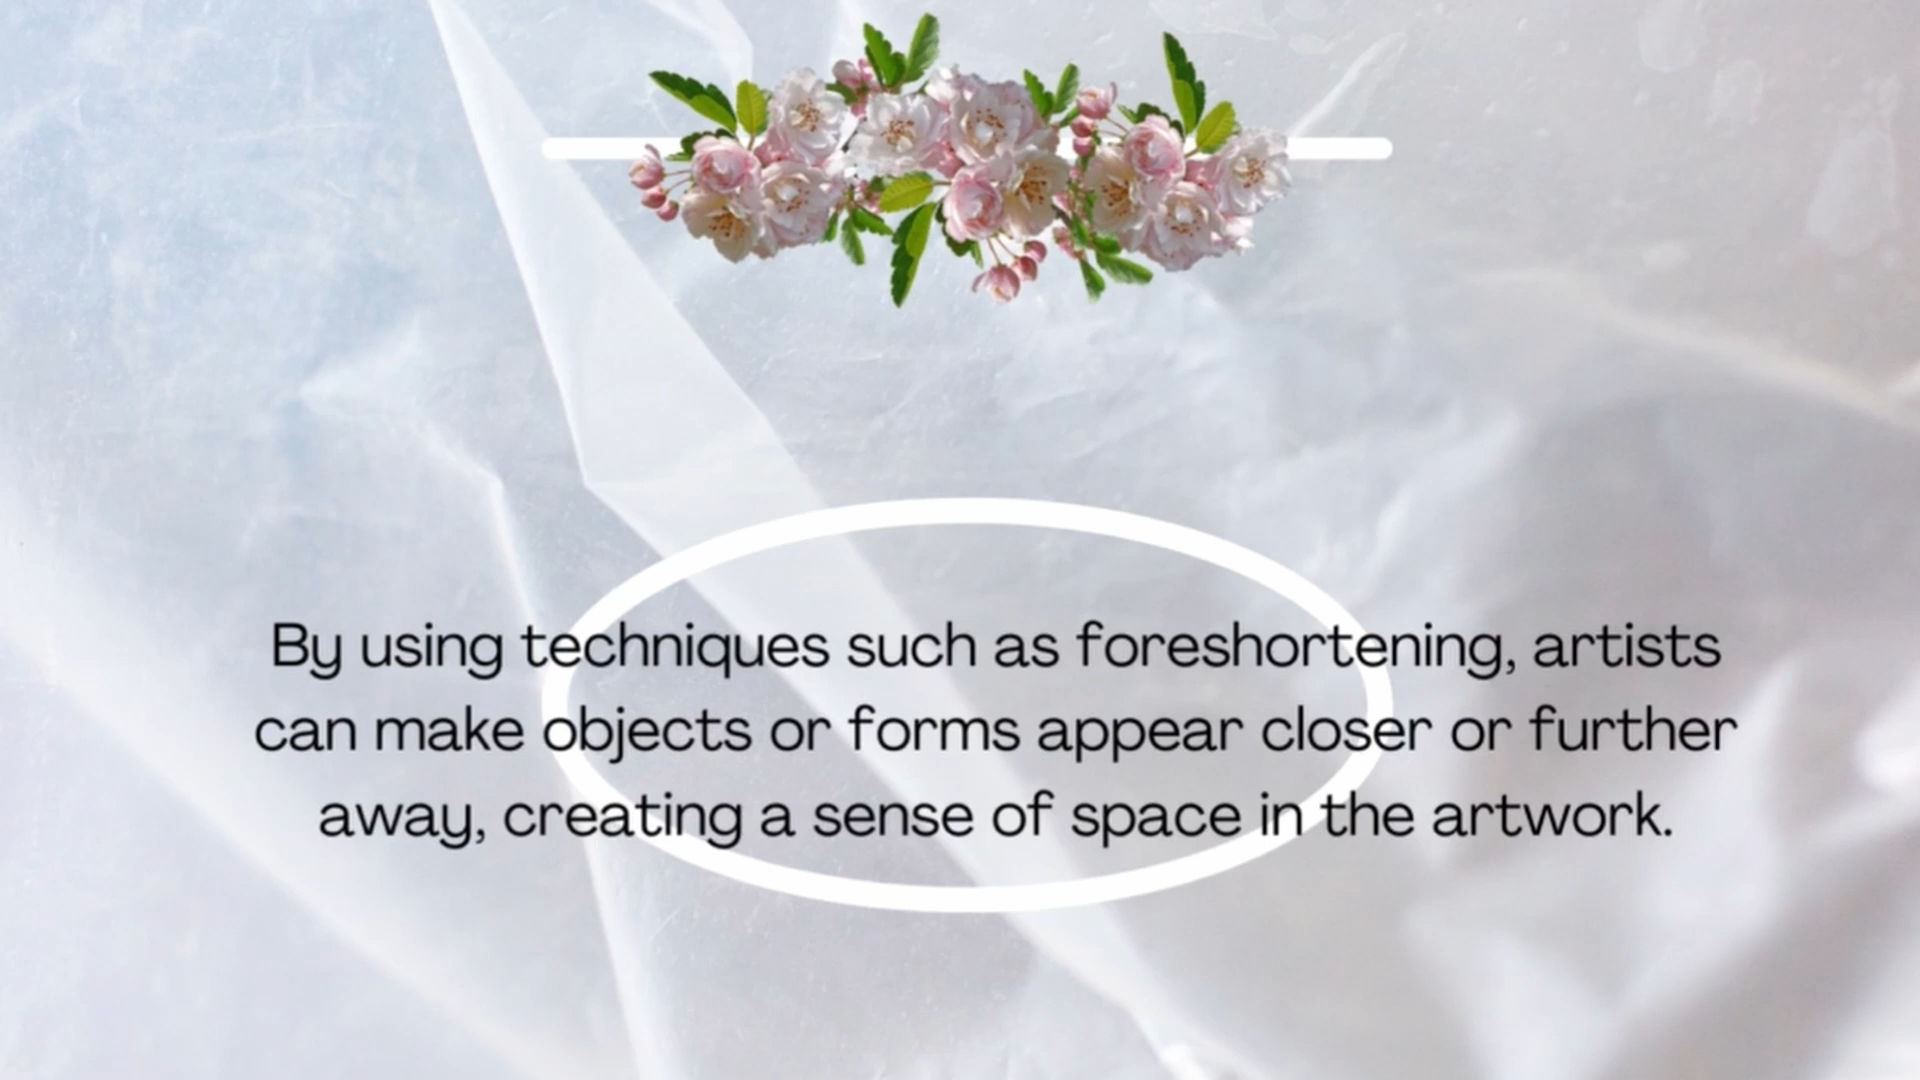 By using techniques such as foreshortening, artists
can make objects or forms appear closer or further
away, creating a sense of space in the artwork.